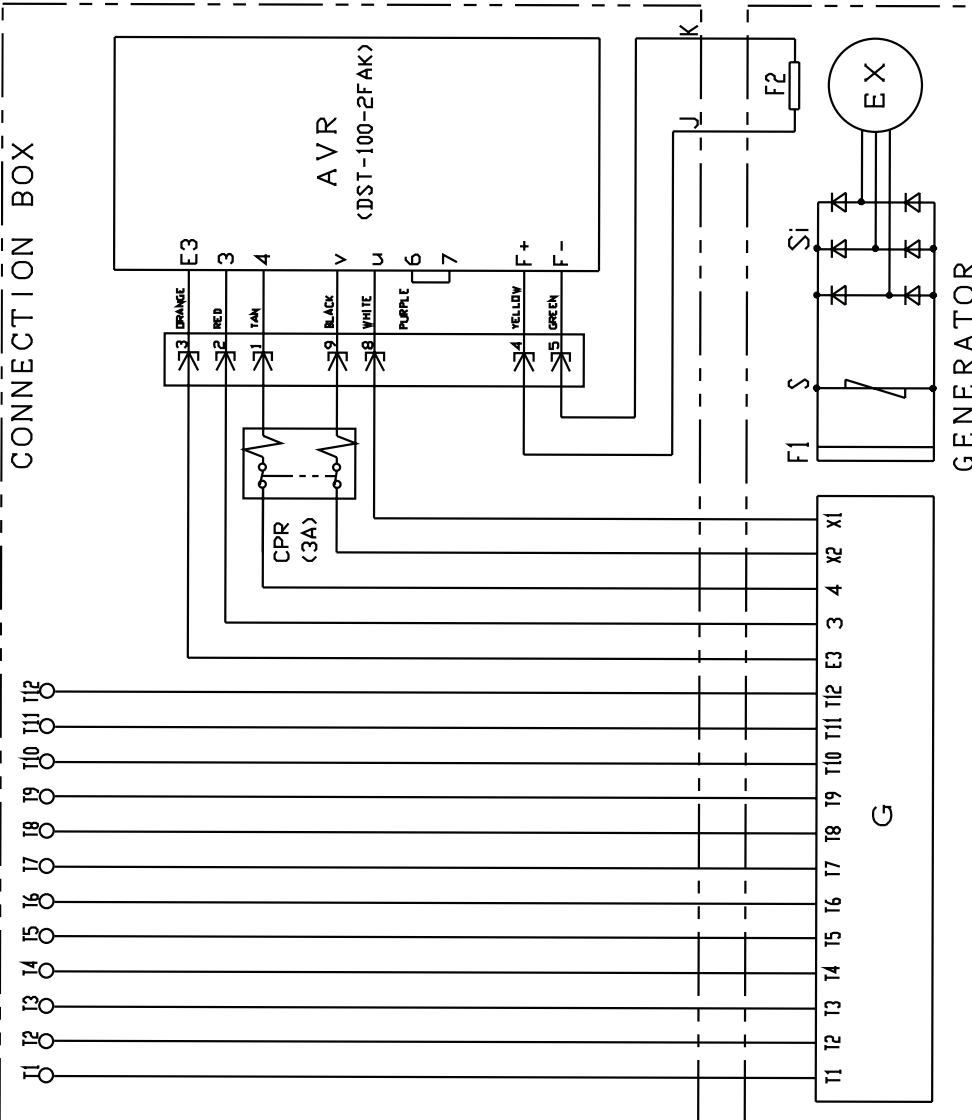 CONNECTION BOX
AVR
(DST-100-2FAK)
E3
3
4
v
u
6
7
F+
F-
ORANGE
RED
TAN
BLACK
WHITE
PURPLE
YELLOW
GREEN
3
2
1
9
8
4
5
CPR
(3A)
K
J
F2
EX
Si
S
F1
GENERATOR
X1
X2
4
3
E3
T12
T11
T10
T9
T8
T7
T6
T5
T4
T3
T2
T1
G
T12
T11
T10
T9
T8
T7
T6
T5
T4
T3
T2
T1